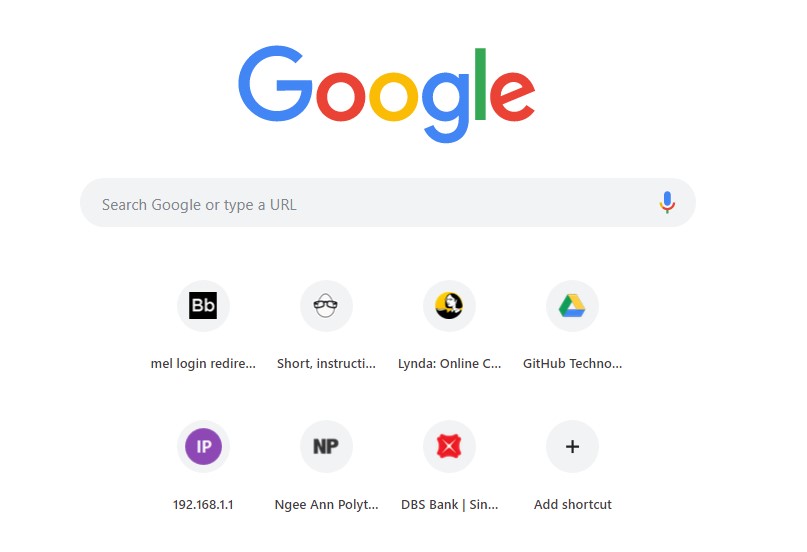 Google
Search Google or type a URL
Bb
mel login redire...
Short, instructi...
Lynda: Online C...
GitHub Techno...
IP
NP
+
192.168.1.1
Ngee Ann Polyt...
DBS Bank | Sin...
Add shortcut